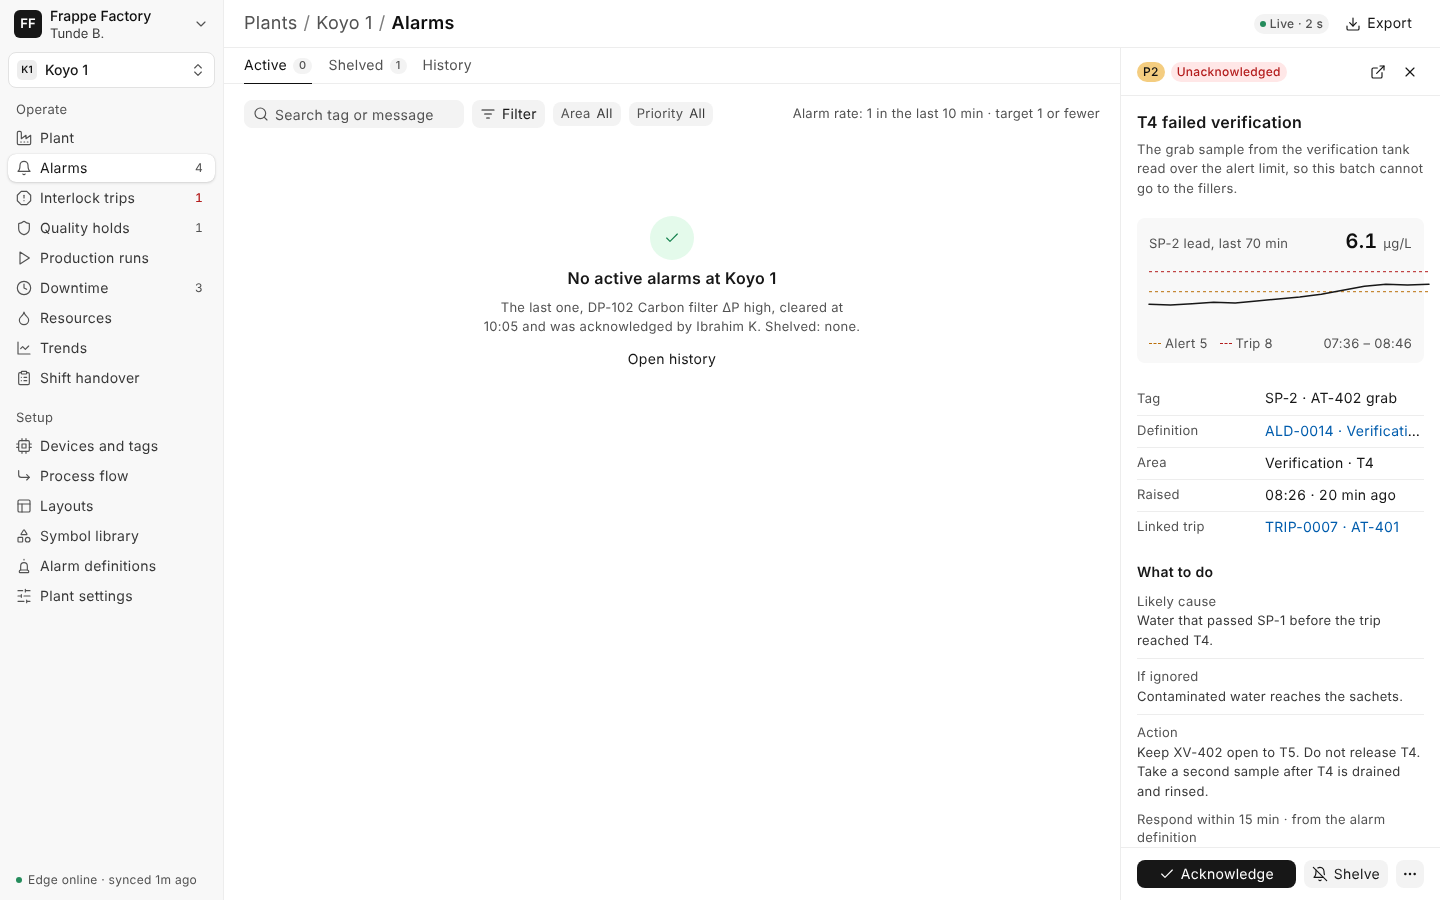 FF
Frappe Factory
Tunde B.
K1 Koyo 1
Operate
Plant
Alarms 4
Interlock trips 1
Quality holds 1
Production runs
Downtime 3
Resources
Trends
Shift handover
Setup
Devices and tags
Process flow
Layouts
Symbol library
Alarm definitions
Plant settings
Edge online · synced 1m ago
Plants / Koyo 1 / Alarms
Live · 2 s
Export
Active 0 Shelved 1 History
Search tag or message
Filter
Area All
Priority All
Alarm rate: 1 in the last 10 min · target 1 or fewer
No active alarms at Koyo 1
The last one, DP-102 Carbon filter ΔP high, cleared at
10:05 and was acknowledged by Ibrahim K. Shelved: none.
Open history
P2 Unacknowledged
T4 failed verification
The grab sample from the verification tank
read over the alert limit, so this batch cannot
go to the fillers.
SP-2 lead, last 70 min 6.1 µg/L
Alert 5 Trip 8 07:36 – 08:46
Tag SP-2 · AT-402 grab
Definition ALD-0014 · Verificati...
Area Verification · T4
Raised 08:26 · 20 min ago
Linked trip TRIP-0007 · AT-401
What to do
Likely cause
Water that passed SP-1 before the trip
reached T4.
If ignored
Contaminated water reaches the sachets.
Action
Keep XV-402 open to T5. Do not release T4.
Take a second sample after T4 is drained
and rinsed.
Respond within 15 min · from the alarm
definition
Acknowledge
Shelve